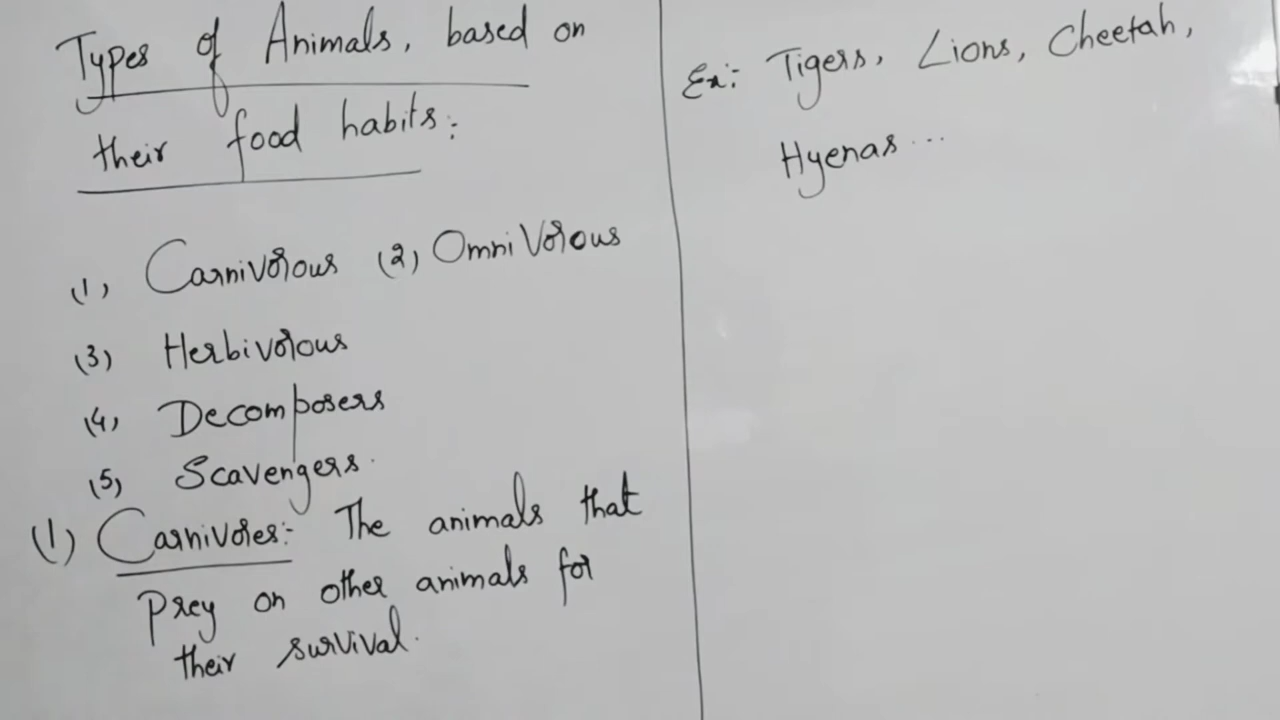 Types of Animals, based on
their food habits:
(1) Carnivorous (2) OmniVorous
(3) Herbivorous
(4) Decomposers
(5) Scavengers.
(1) Carnivores:- The animals that
Prey on other animals for
their survival.
Ex:- Tigers, Lions, Cheetah,
Hyenas ...